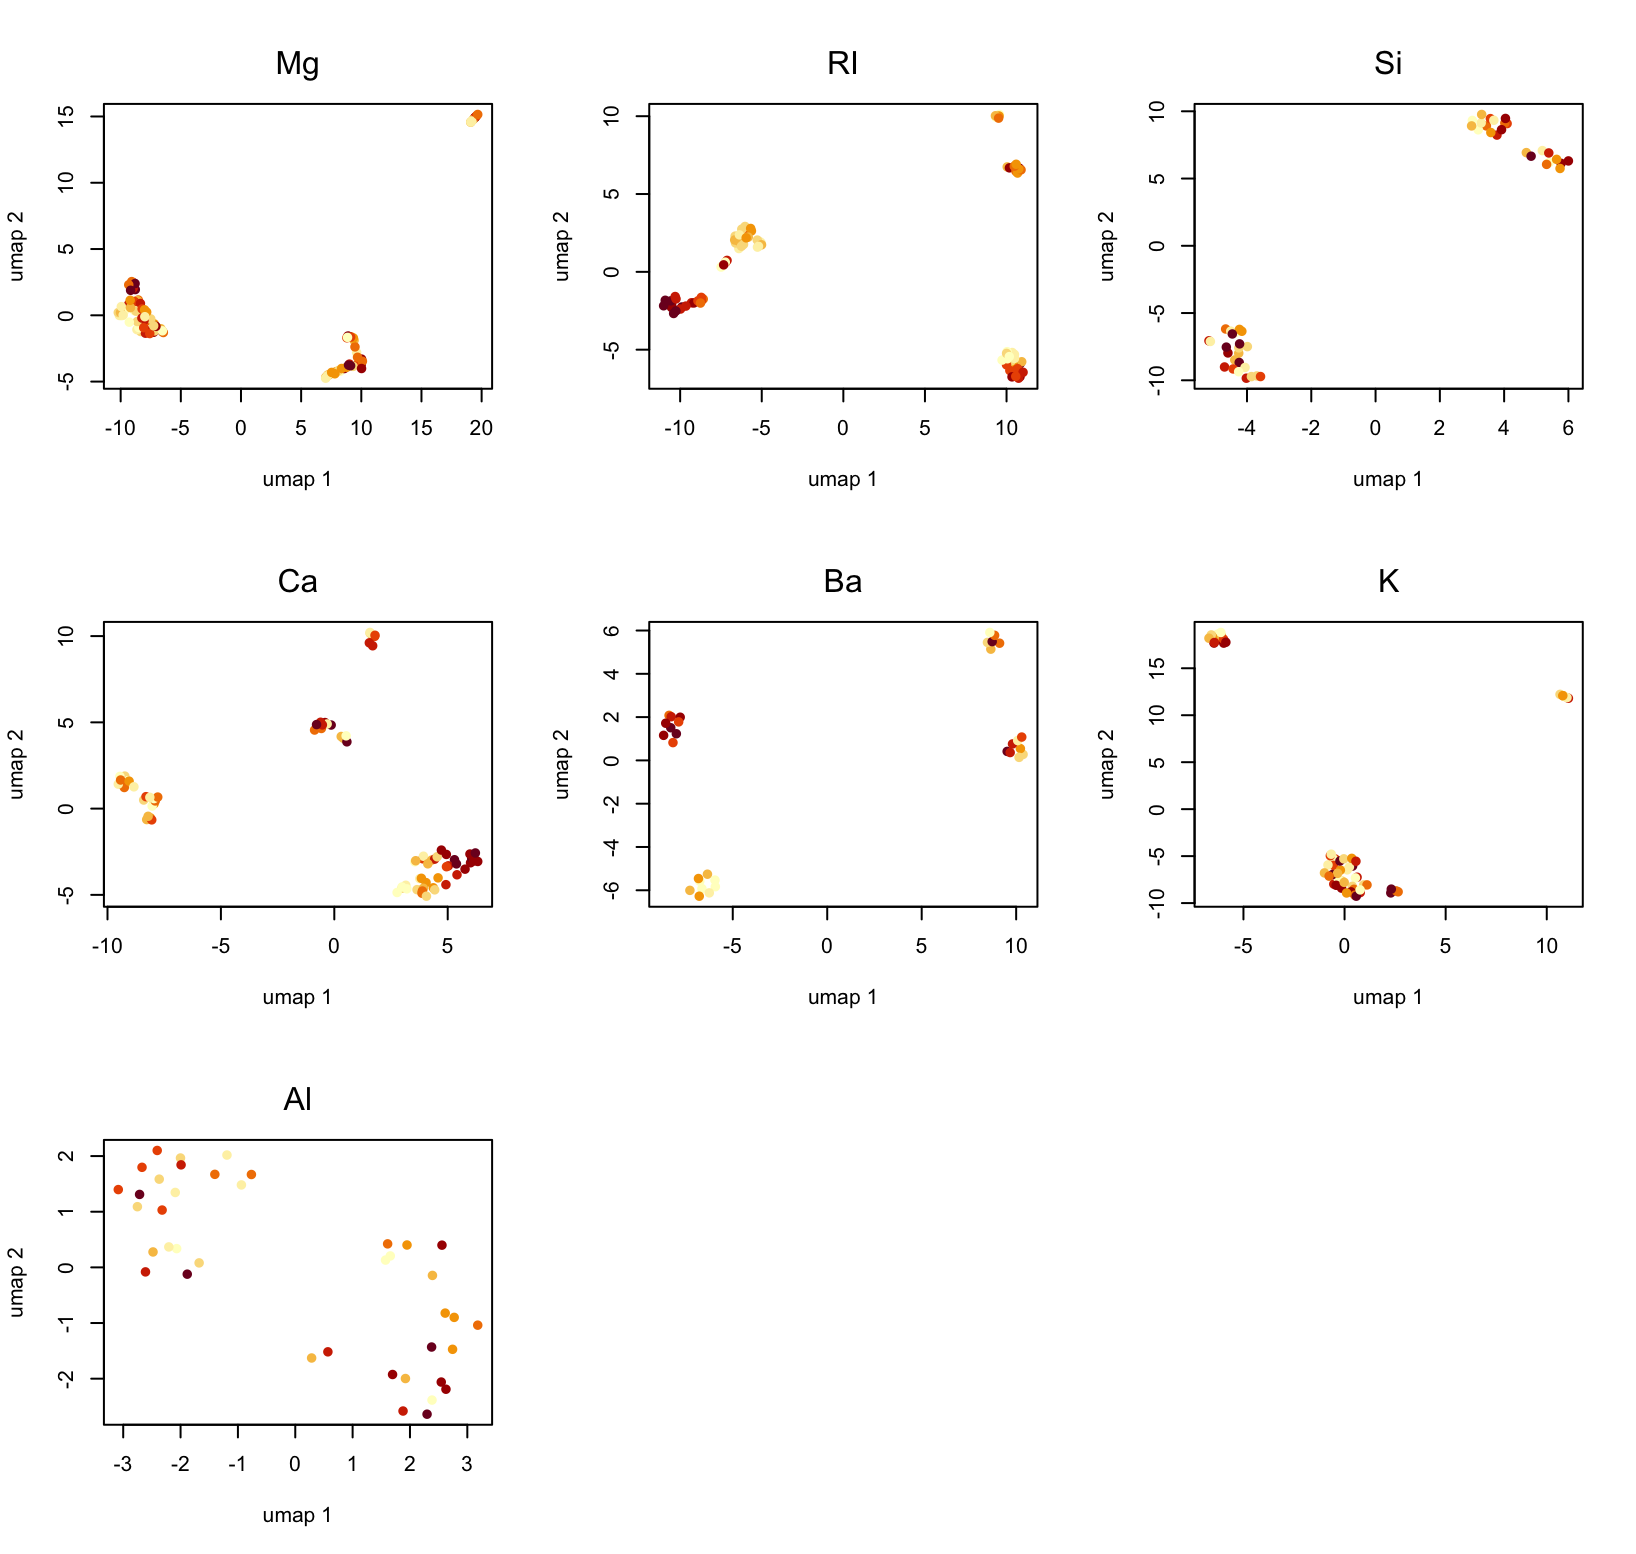 Mg RI Si
15 10 10
10 5 5
5 0 0
0 -5
-5 -5 -10
umap 2 umap 2 umap 2
-10 -5 0 5 10 15 20 -10 -5 0 5 10 -4 -2 0 2 4 6
umap 1 umap 1 umap 1
Ca Ba K
10 6 15
5 4 10
0 2 5
-5 0 0
-2 -5
-4 -10
-6
umap 2 umap 2 umap 2
-10 -5 0 5 -5 0 5 10 -5 0 5 10
umap 1 umap 1 umap 1
Al
2
1
0
-1
-2
umap 2
-3 -2 -1 0 1 2 3
umap 1